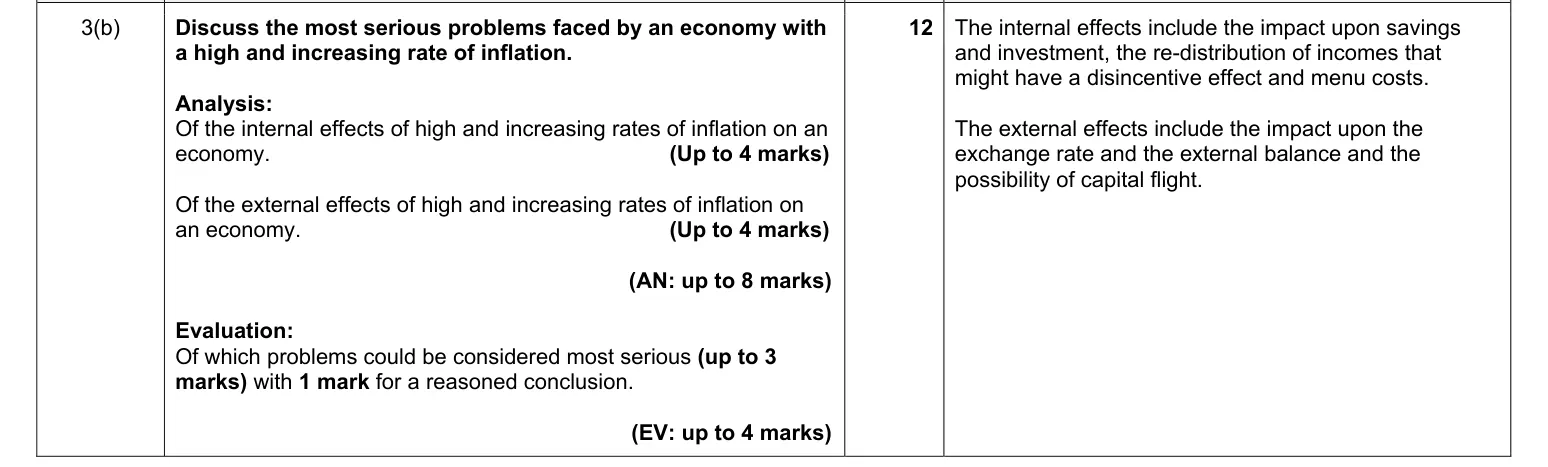 3(b)
Discuss the most serious problems faced by an economy with
a high and increasing rate of inflation.
Analysis:
Of the internal effects of high and increasing rates of inflation on an
economy. (Up to 4 marks)
Of the external effects of high and increasing rates of inflation on
an economy. (Up to 4 marks)
(AN: up to 8 marks)
Evaluation:
Of which problems could be considered most serious (up to 3
marks) with 1 mark for a reasoned conclusion.
(EV: up to 4 marks)
12
The internal effects include the impact upon savings
and investment, the re-distribution of incomes that
might have a disincentive effect and menu costs.
The external effects include the impact upon the
exchange rate and the external balance and the
possibility of capital flight.